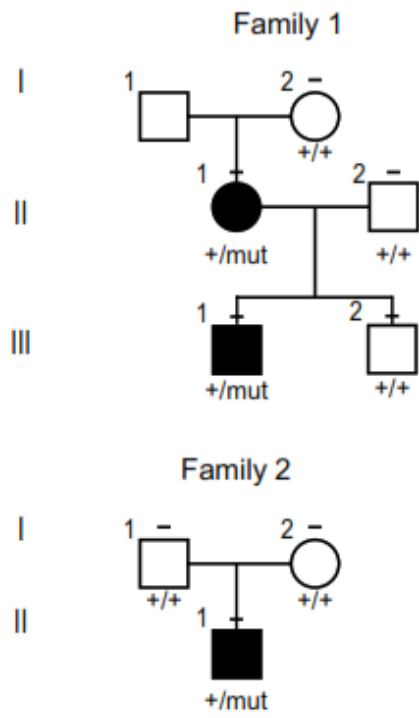 Family 1
I
1
2
+/+
II
1
2
+/mut
+/+
III
1
2
+/mut
+/+
Family 2
I
1
2
+/+
+/+
II
1
+/mut